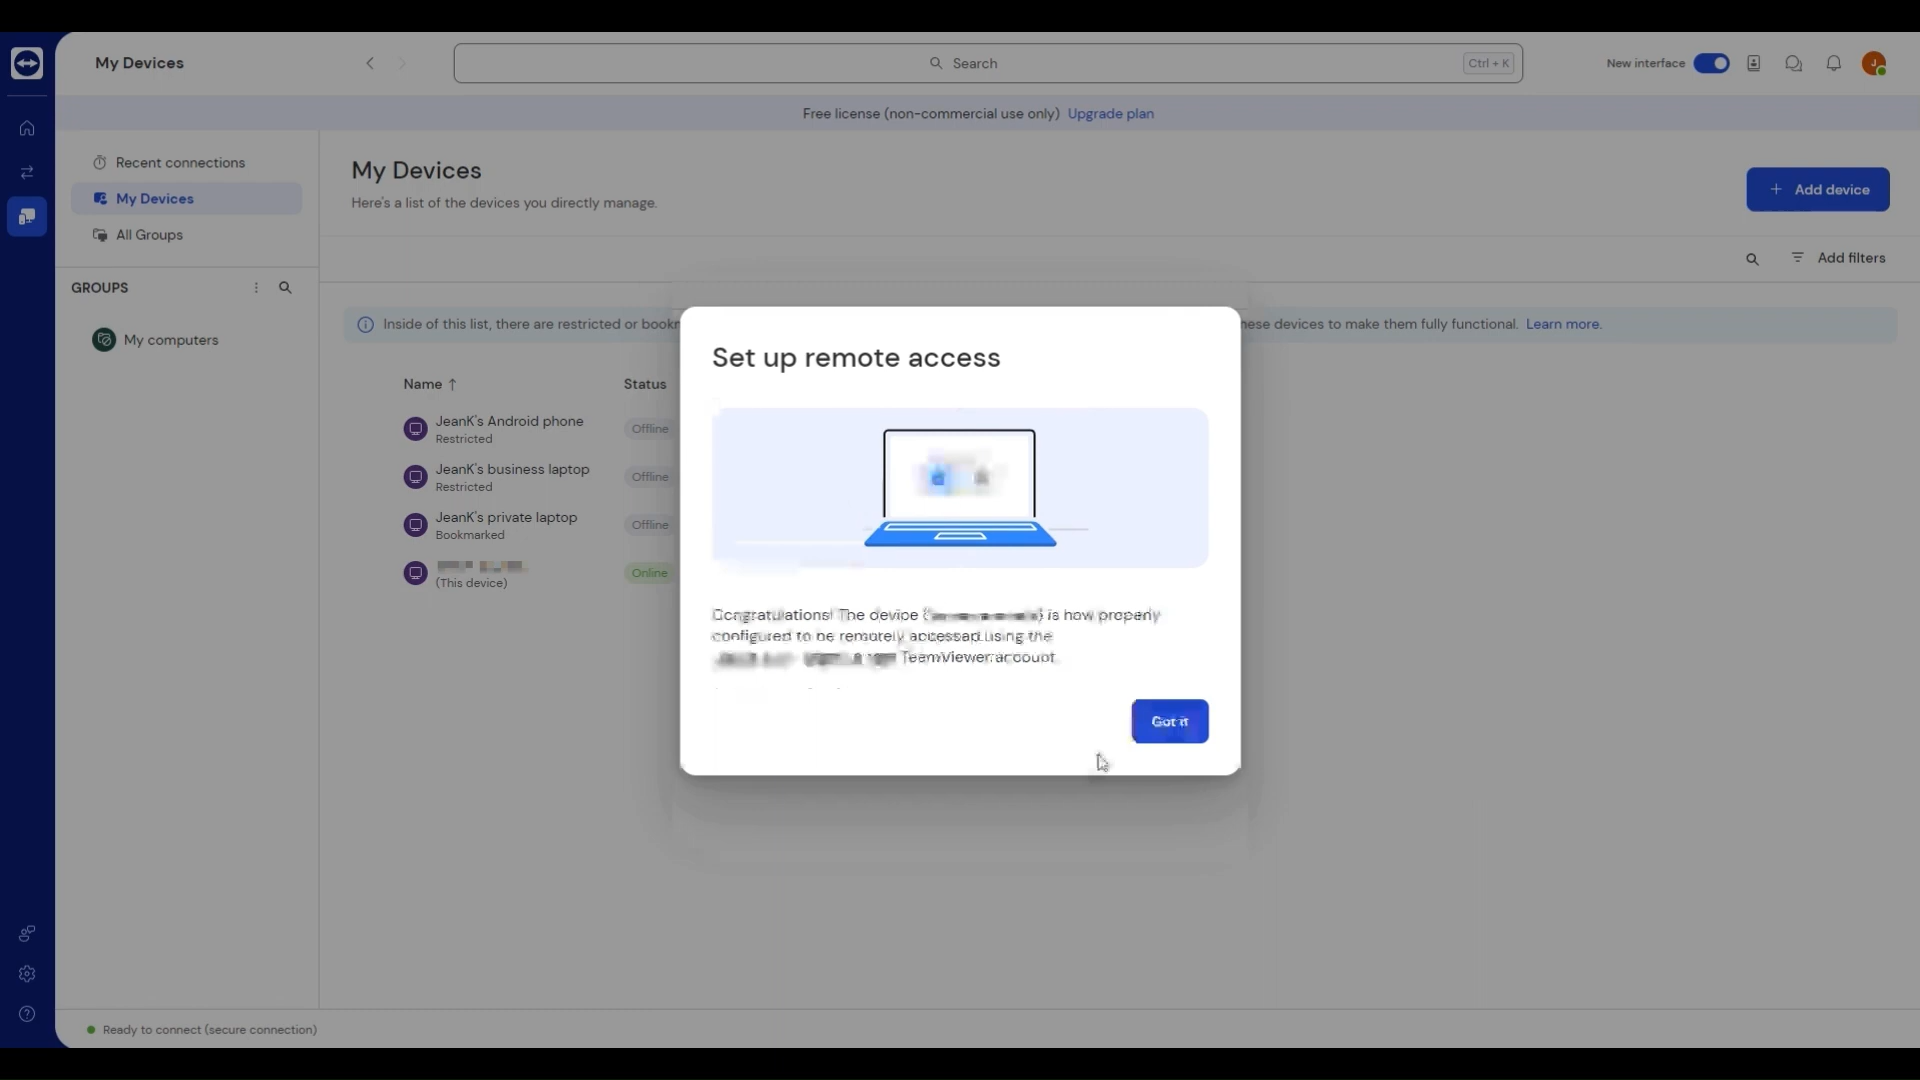 My Devices
Search
Ctrl + K
New interface
J
Free license (non-commercial use only) Upgrade plan
Recent connections
My Devices
All Groups
GROUPS
My computers
My Devices
Here's a list of the devices you directly manage.
Add device
Add filters
Inside of this list, there are restricted or
these devices to make them fully functional. Learn more.
Name ↑ Status
JeanK's Android phone
Restricted
Offline
JeanK's business laptop
Restricted
Offline
JeanK's private laptop
Bookmarked
Offline
(This device)
Online
Set up remote access
Congratulations! The device ( ) is now properly
configured to be remotely accessed using the
TeamViewer account.
Got it
Ready to connect (secure connection)